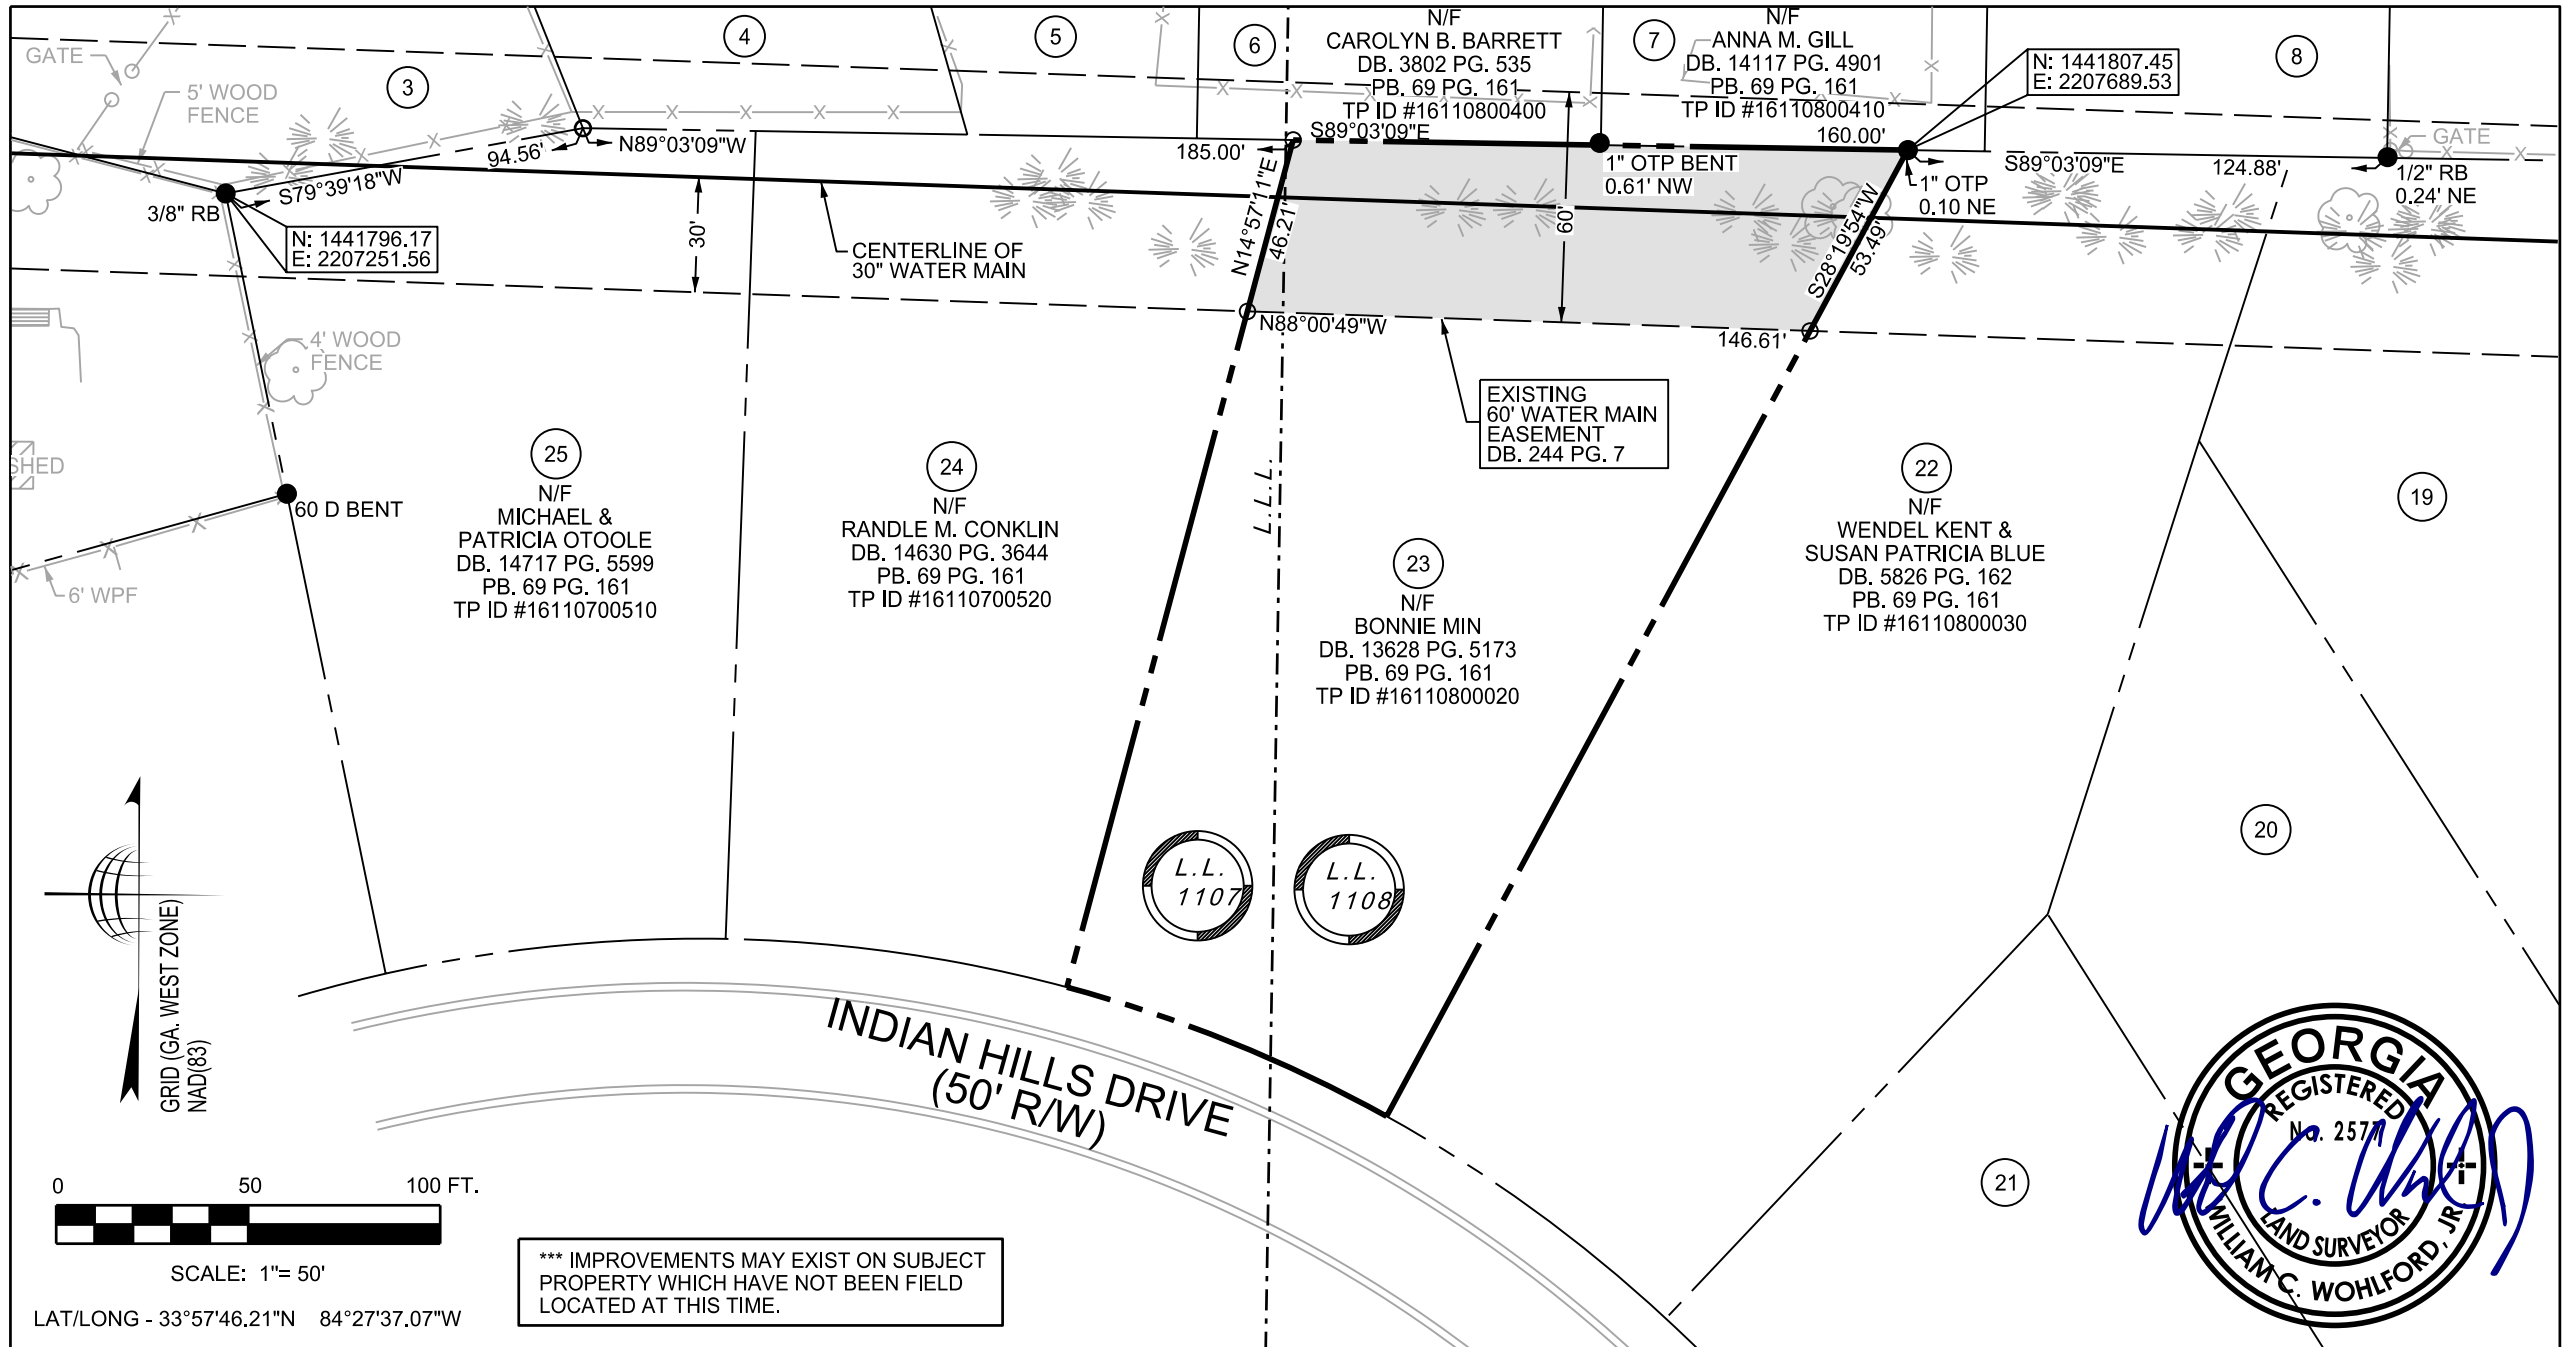 GATE
5' WOOD
FENCE
3
4
5
6
N/F
CAROLYN B. BARRETT
DB. 3802 PG. 535
PB. 69 PG. 161
TP ID #16110800400
7
N/F
ANNA M. GILL
DB. 14117 PG. 4901
PB. 69 PG. 161
TP ID #16110800410
N: 1441807.45
E: 2207689.53
8
GATE
94.56'
N89°03'09"W
185.00'
S89°03'09"E
160.00'
1" OTP BENT
0.61' NW
1" OTP
0.10 NE
S89°03'09"E
124.88'
1/2" RB
0.24' NE
3/8" RB
S79°39'18"W
N: 1441796.17
E: 2207251.56
30'
CENTERLINE OF
30" WATER MAIN
N14°57'11"E
46.21'
60'
S28°19'54"W
53.49'
N88°00'49"W
146.61'
4' WOOD
FENCE
EXISTING
60' WATER MAIN
EASEMENT
DB. 244 PG. 7
SHED
60 D BENT
6' WPF
25
N/F
MICHAEL &
PATRICIA OTOOLE
DB. 14717 PG. 5599
PB. 69 PG. 161
TP ID #16110700510
24
N/F
RANDLE M. CONKLIN
DB. 14630 PG. 3644
PB. 69 PG. 161
TP ID #16110700520
L.L.L.
23
N/F
BONNIE MIN
DB. 13628 PG. 5173
PB. 69 PG. 161
TP ID #16110800020
22
N/F
WENDEL KENT &
SUSAN PATRICIA BLUE
DB. 5826 PG. 162
PB. 69 PG. 161
TP ID #16110800030
19
20
21
L.L.
1107
L.L.
1108
GRID (GA. WEST ZONE)
NAD(83)
INDIAN HILLS DRIVE
(50' R/W)
0 50 100 FT.
SCALE: 1"= 50'
LAT/LONG - 33°57'46.21"N 84°27'37.07"W
*** IMPROVEMENTS MAY EXIST ON SUBJECT
PROPERTY WHICH HAVE NOT BEEN FIELD
LOCATED AT THIS TIME.
GEORGIA
REGISTERED
No. 2577
LAND SURVEYOR
WILLIAM C. WOHLFORD, JR.